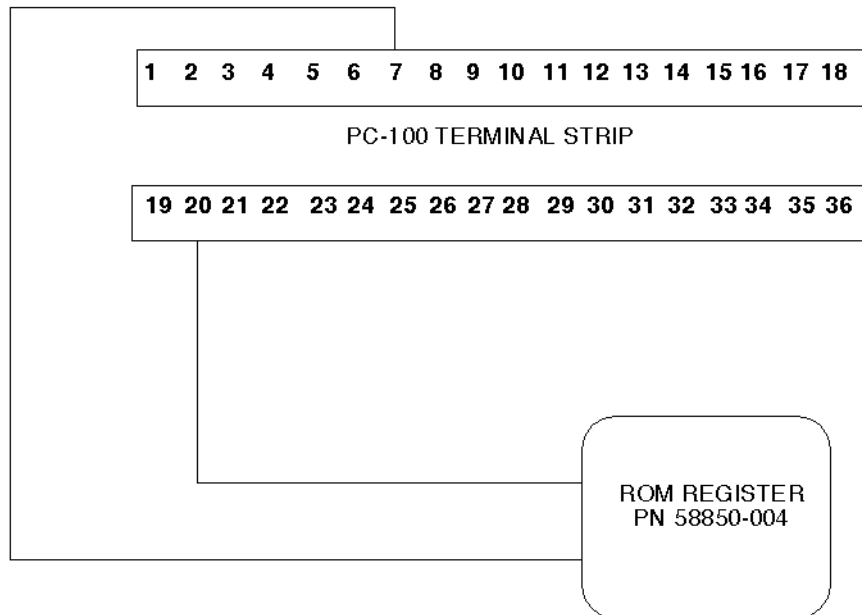 1 2 3 4 5 6 7 8 9 10 11 12 13 14 15 16 17 18
PC-100 TERMINAL STRIP
19 20 21 22 23 24 25 26 27 28 29 30 31 32 33 34 35 36
ROM REGISTER
PN 58850-004